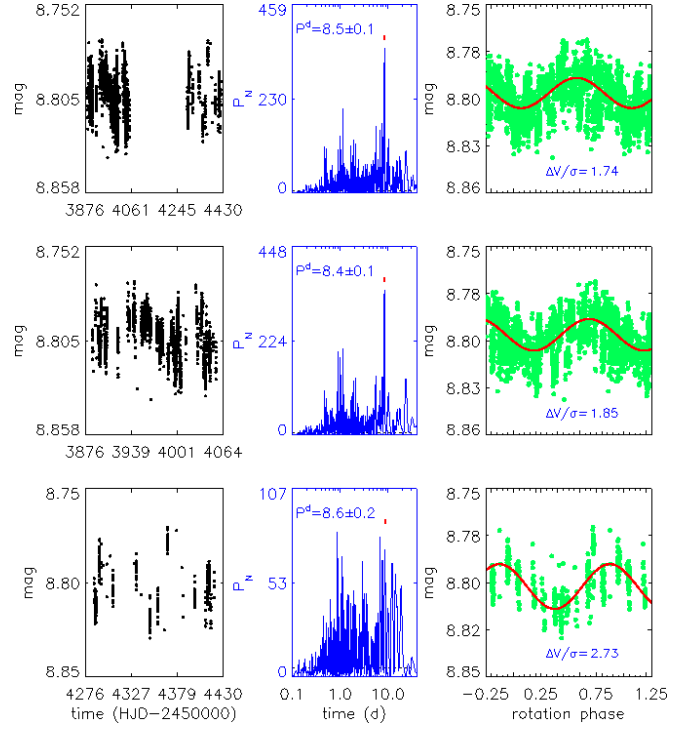 8.752
8.805
8.858
mag
3876 4061 4245 4430
459
230
0
P_N
P^d=8.5±0.1
8.75
8.78
8.80
8.83
8.86
mag
ΔV/σ=1.74
8.752
8.805
8.858
mag
3876 3939 4001 4064
448
224
0
P_N
P^d=8.4±0.1
8.75
8.78
8.80
8.83
8.86
mag
ΔV/σ=1.85
8.75
8.80
8.85
mag
4276 4327 4379 4430
time (HJD-2450000)
107
53
0
P_N
P^d=8.6±0.2
0.1 1.0 10.0
time (d)
8.75
8.78
8.80
8.82
8.85
mag
ΔV/σ=2.73
-0.25 0.25 0.75 1.25
rotation phase